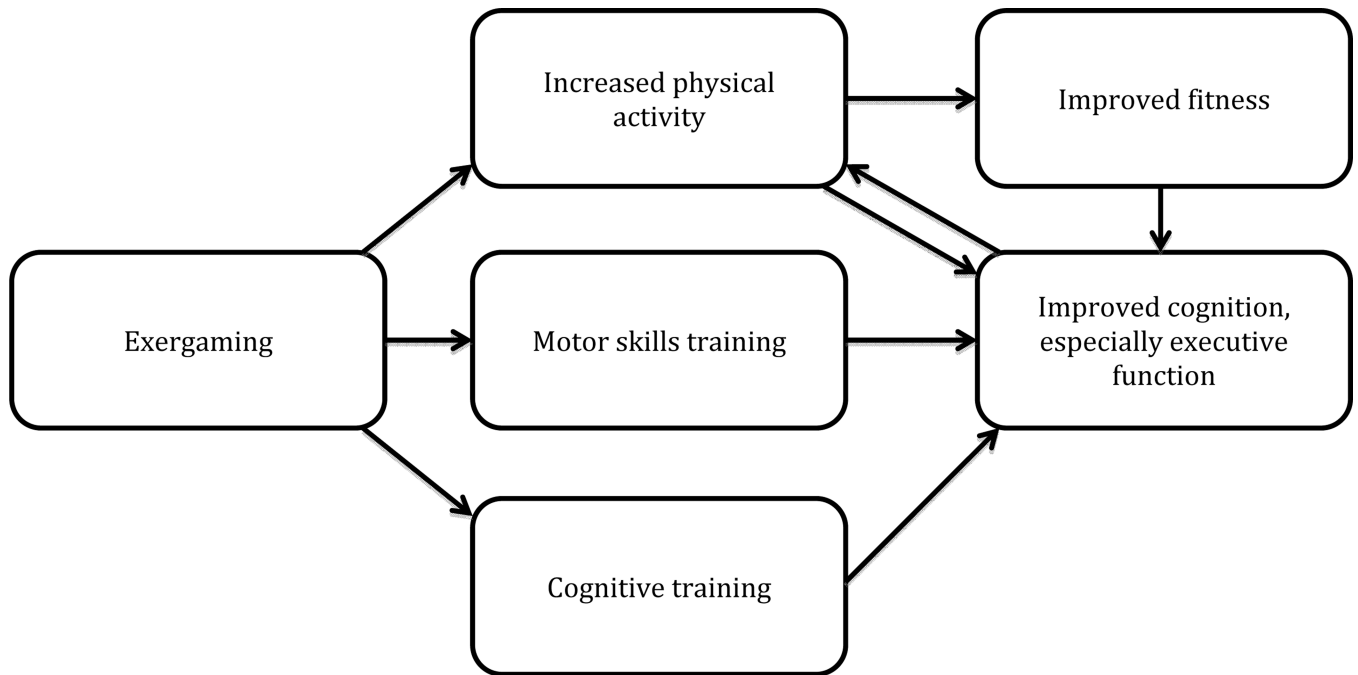 Increased physical
activity
Improved fitness
Exergaming
Motor skills training
Improved cognition,
especially executive
function
Cognitive training